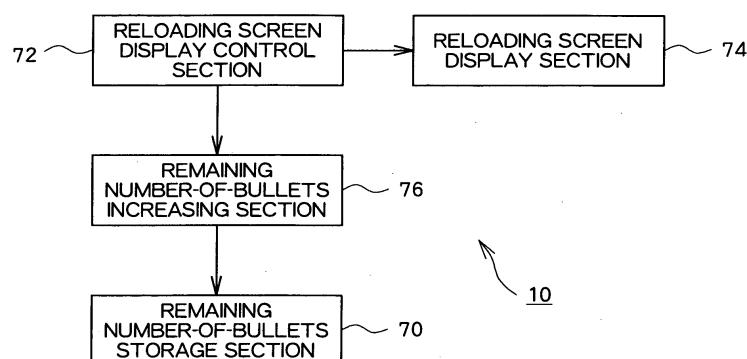 72
RELOADING SCREEN
DISPLAY CONTROL
SECTION
RELOADING SCREEN
DISPLAY SECTION
74
REMAINING
NUMBER-OF-BULLETS
INCREASING SECTION
76
10
REMAINING
NUMBER-OF-BULLETS
STORAGE SECTION
70